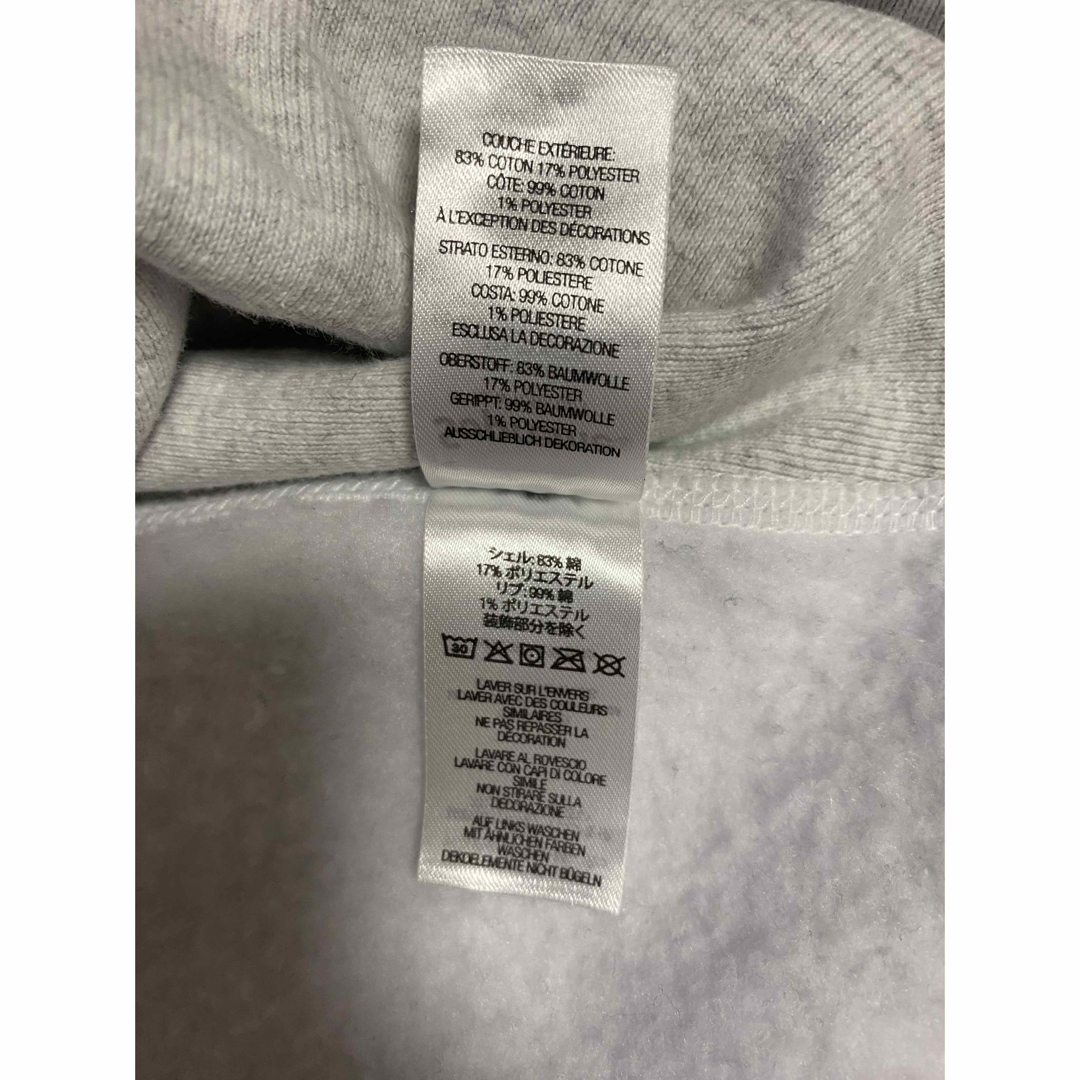 COUCHE EXTÉRIEURE:
83% COTON 17% POLYESTER
CÔTE: 99% COTON
1% POLYESTER
À L'EXCEPTION DES DÉCORATIONS
STRATO ESTERNO: 83% COTONE
17% POLIESTERE
COSTA: 99% COTONE
1% POLIESTERE
ESCLUSA LA DECORAZIONE
OBERSTOFF: 83% BAUMWOLLE
17% POLYESTER
GERIPPT: 99% BAUMWOLLE
1% POLYESTER
AUSSCHLIEBLICH DEKORATION
シェル: 83% 綿
17% ポリエステル
リブ: 99% 綿
1% ポリエステル
装飾部分を除く
30
LAVER SUR L'ENVERS
LAVER AVEC DES COULEURS
SIMILAIRES
NE PAS REPASSER LA
DÉCORATION
LAVARE AL ROVESCIO
LAVARE CON CAPI DI COLORE
SIMILE
NON STIRARE SULLA
DECORAZIONE
AUF LINKS WASCHEN
MIT ÄHNLICHEN FARBEN
WASCHEN
DEKOELEMENTE NICHT BÜGELN